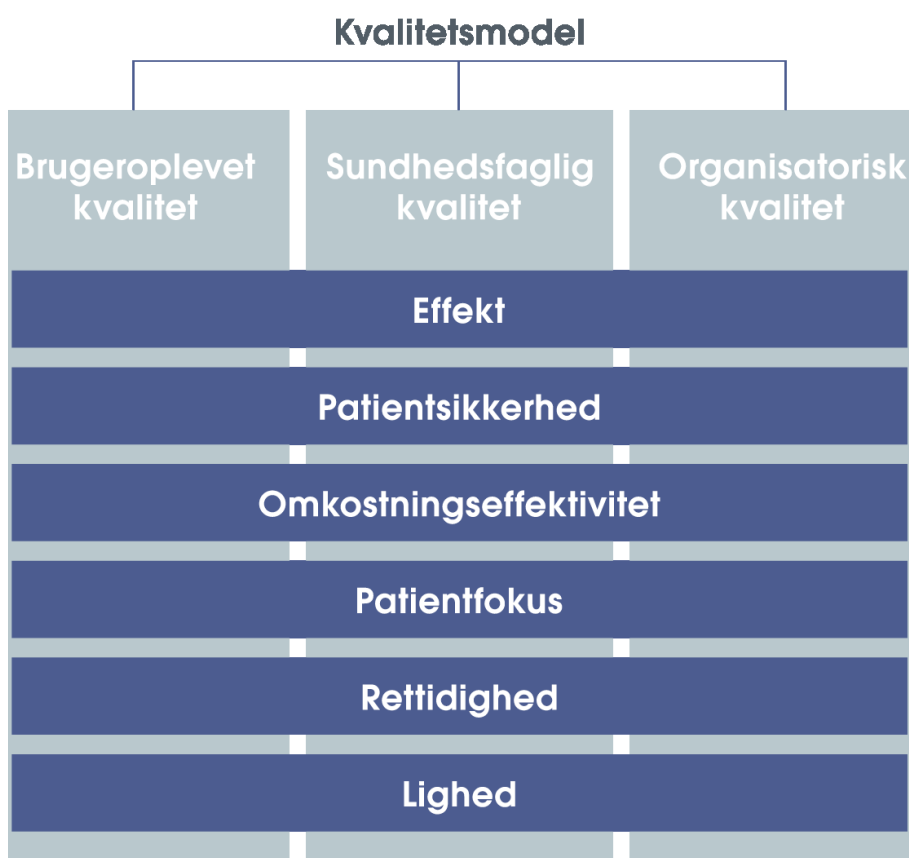 Kvalitetsmodel
Brugeroplevet
kvalitet
Sundhedsfaglig
kvalitet
Organisatorisk
kvalitet
Effekt
Patientsikkerhed
Omkostningseffektivitet
Patientfokus
Rettidighed
Lighed